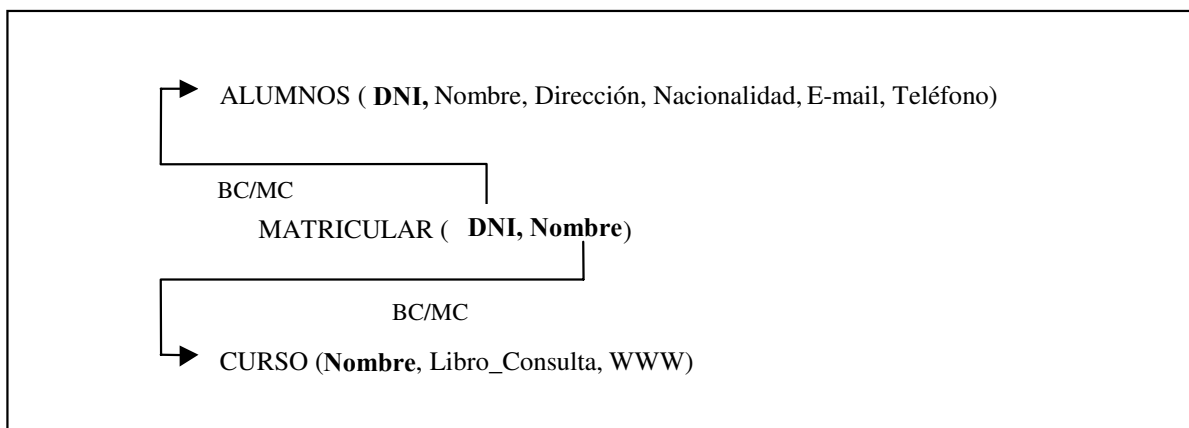 ALUMNOS ( DNI, Nombre, Dirección, Nacionalidad, E-mail, Teléfono)
BC/MC
MATRICULAR ( DNI, Nombre)
BC/MC
CURSO (Nombre, Libro_Consulta, WWW)